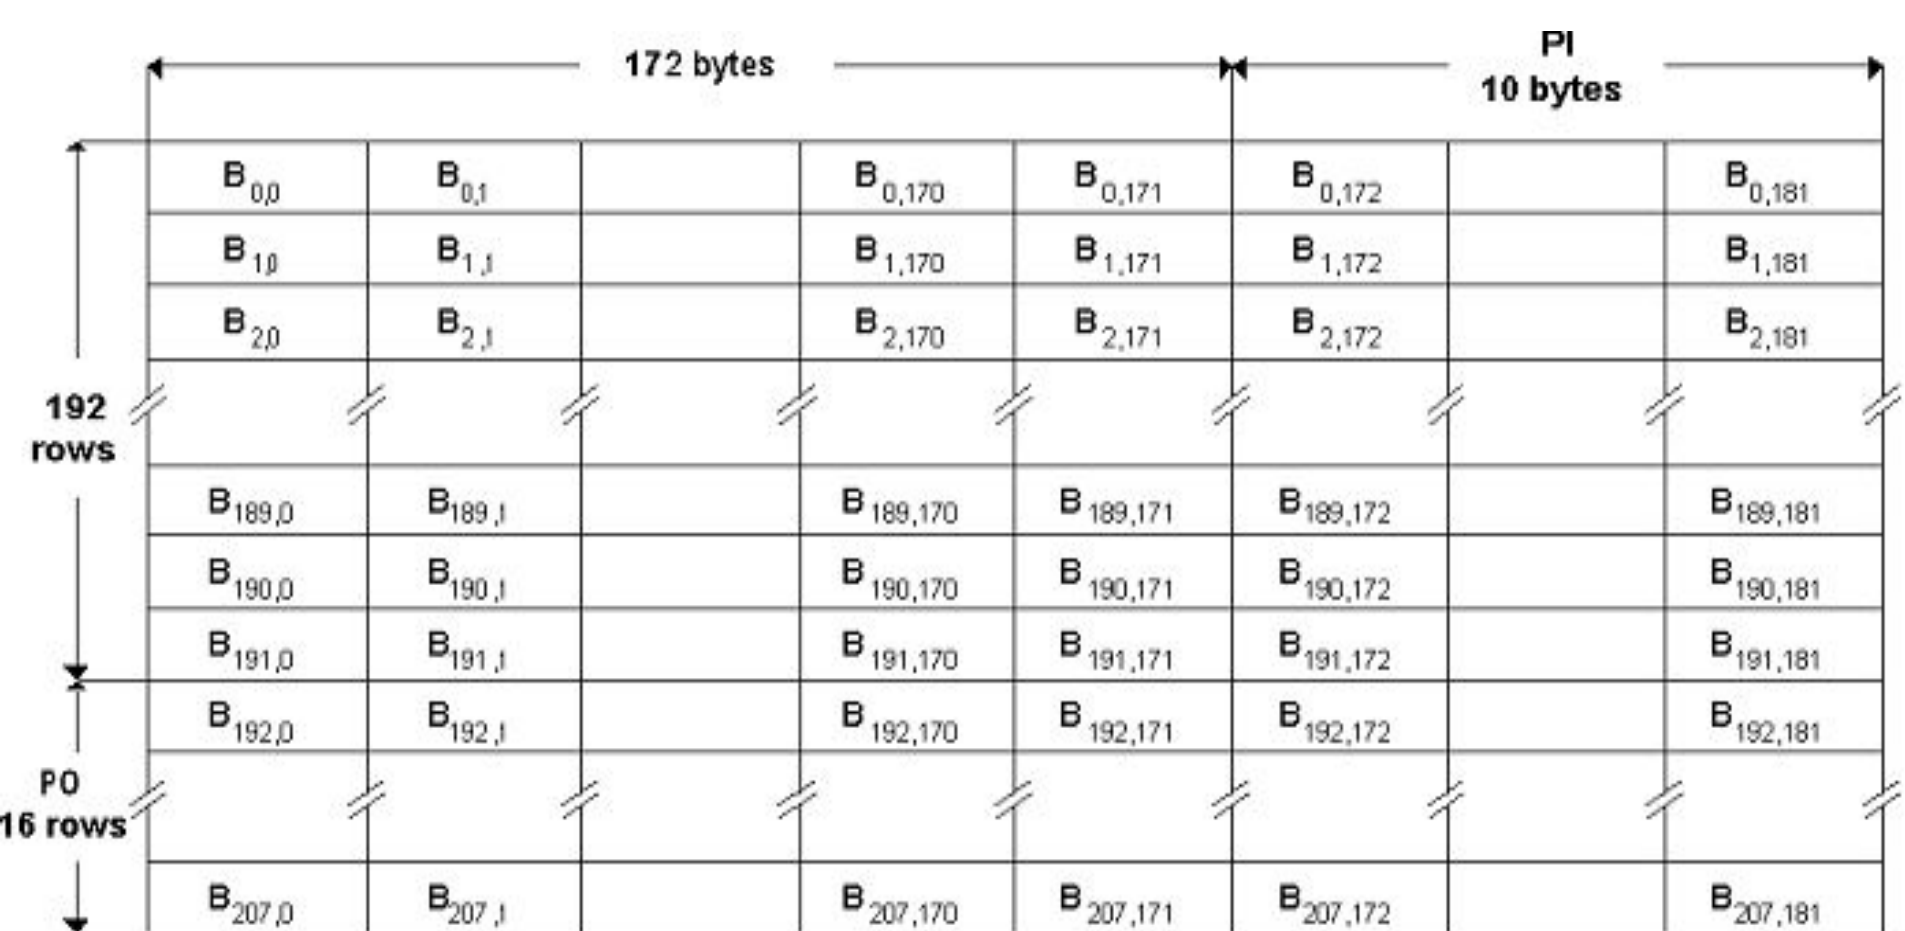 PI
172 bytes
10 bytes
B0,0 B0,1 B0,170 B0,171 B0,172 B0,181
B1,0 B1,1 B1,170 B1,171 B1,172 B1,181
B2,0 B2,1 B2,170 B2,171 B2,172 B2,181
192
rows
B189,0 B189,1 B189,170 B189,171 B189,172 B189,181
B190,0 B190,1 B190,170 B190,171 B190,172 B190,181
B191,0 B191,1 B191,170 B191,171 B191,172 B191,181
B192,0 B192,1 B192,170 B192,171 B192,172 B192,181
PO
16 rows
B207,0 B207,1 B207,170 B207,171 B207,172 B207,181